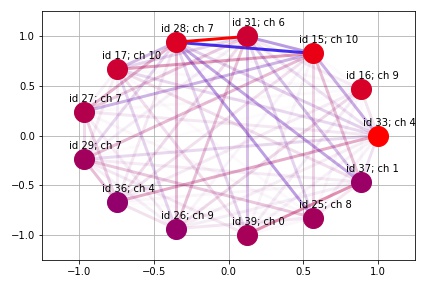 id 31; ch 6
id 28; ch 7
id 15; ch 10
id 17; ch 10
id 16; ch 9
id 27; ch 7
id 33; ch 4
id 29; ch 7
id 37; ch 1
id 36; ch 4
id 25; ch 8
id 26; ch 9
id 39; ch 0
1.0
0.5
0.0
−0.5
−1.0
−1.0
−0.5
0.0
0.5
1.0